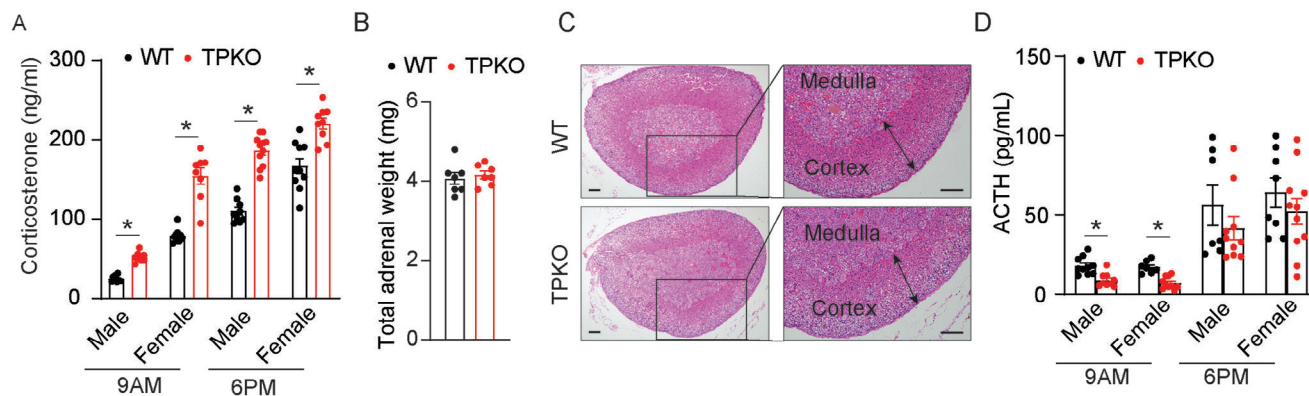 A
WT TPKO
Corticosterone (ng/ml)
300
200
100
0
* * * *
Male Female Male Female
9AM 6PM
B
WT TPKO
Total adrenal weight (mg)
6
4
2
0
C
WT
Medulla
Cortex
TPKO
Medulla
Cortex
D
WT TPKO
ACTH (pg/mL)
150
100
50
0
* *
Male Female Male Female
9AM 6PM